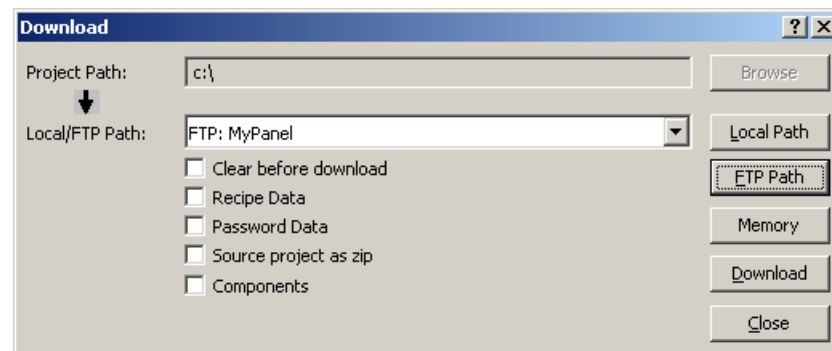 Download
Project Path: c:\ Browse
Local/FTP Path: FTP: MyPanel Local Path
Clear before download
FTP Path
Recipe Data
Password Data Memory
Source project as zip
Download
Components
Close